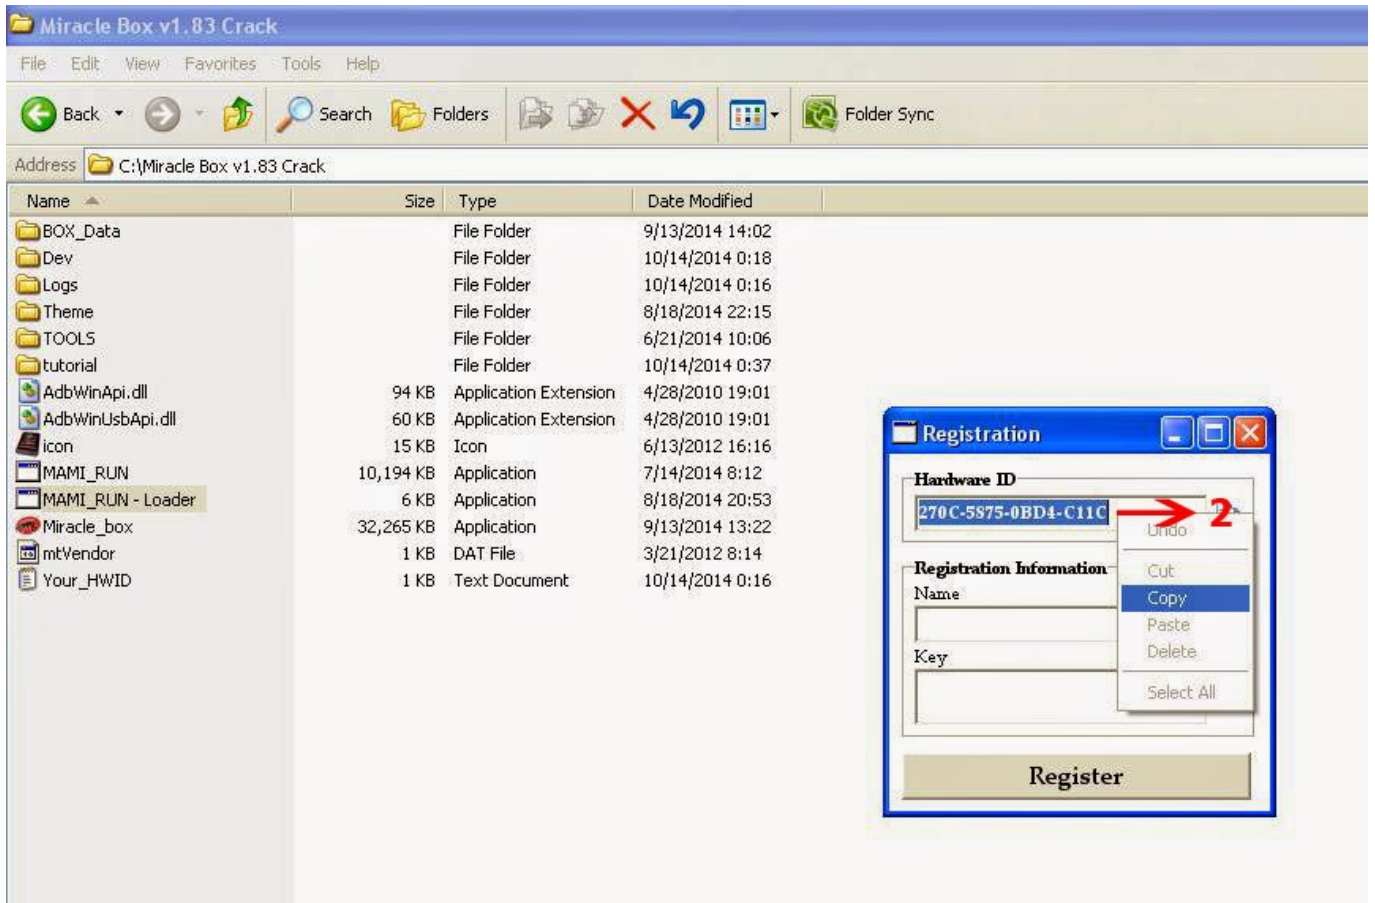 Miracle Box v1.83 Crack
File Edit View Favorites Tools Help
Back Search Folders Folder Sync
Address C:\Miracle Box v1.83 Crack
Name Size Type Date Modified
BOX_Data File Folder 9/13/2014 14:02
Dev File Folder 10/14/2014 0:18
Logs File Folder 10/14/2014 0:16
Theme File Folder 8/18/2014 22:15
TOOLS File Folder 6/21/2014 10:06
tutorial File Folder 10/14/2014 0:37
AdbWinApi.dll 94 KB Application Extension 4/28/2010 19:01
AdbWinUsbApi.dll 60 KB Application Extension 4/28/2010 19:01
icon 15 KB Icon 6/13/2012 16:16
MAMI_RUN 10,194 KB Application 7/14/2014 8:12
MAMI_RUN - Loader 6 KB Application 8/18/2014 20:53
Miracle_box 32,265 KB Application 9/13/2014 13:22
mtVendor 1 KB DAT File 3/21/2012 8:14
Your_HWID 1 KB Text Document 10/14/2014 0:16
Registration
Hardware ID
270C-5875-0BD4-C11C 2
Undo
Registration Information
Cut
Name
Copy
Paste
Key
Delete
Select All
Register